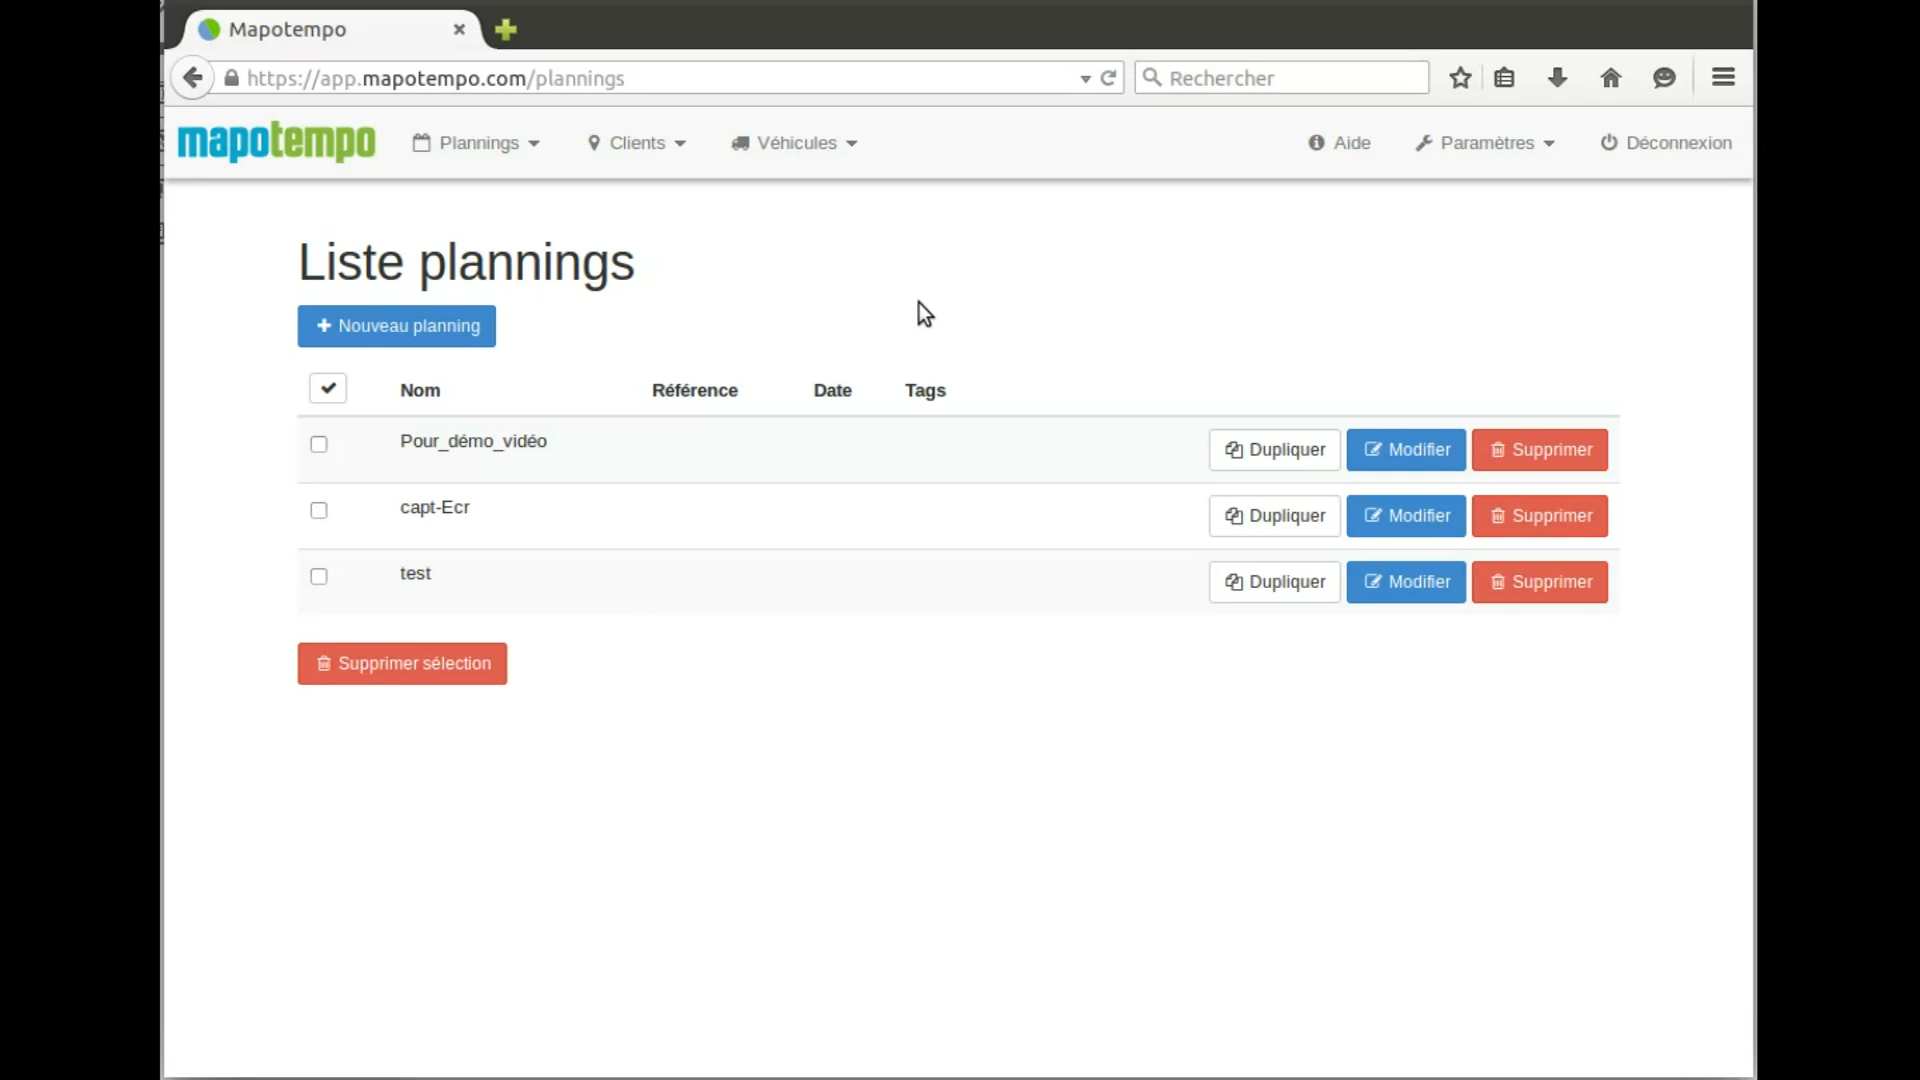 Mapotempo
https://app.mapotempo.com/plannings
Rechercher
mapotempo
Plannings
Clients
Véhicules
Aide
Paramètres
Déconnexion
Liste plannings
Nouveau planning
Nom Référence Date Tags
Pour_démo_vidéo Dupliquer Modifier Supprimer
capt-Ecr Dupliquer Modifier Supprimer
test Dupliquer Modifier Supprimer
Supprimer sélection